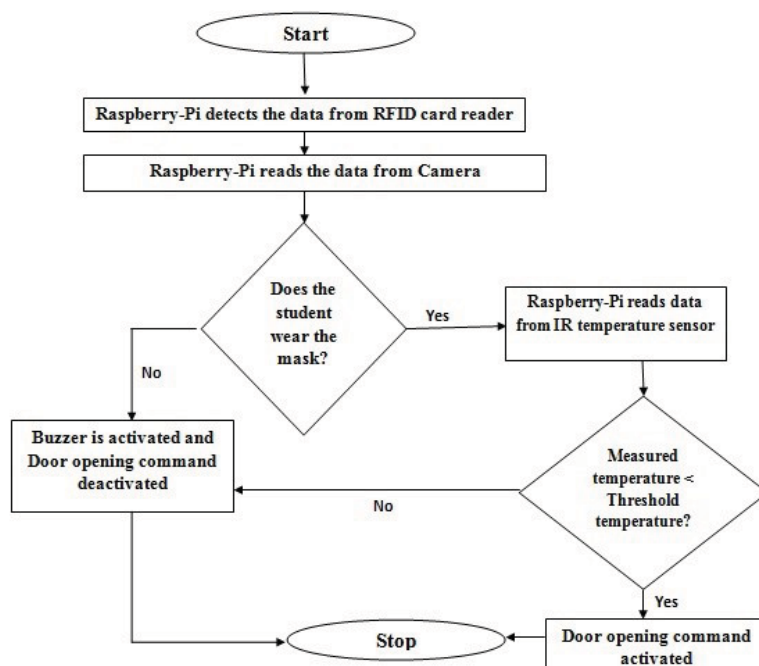 Start
Raspberry-Pi detects the data from RFID card reader
Raspberry-Pi reads the data from Camera
Does the
student
wear the
mask?
Yes
Raspberry-Pi reads data
from IR temperature sensor
No
Buzzer is activated and
Door opening command
deactivated
Measured
temperature <
Threshold
temperature?
No
Yes
Stop
Door opening command
activated